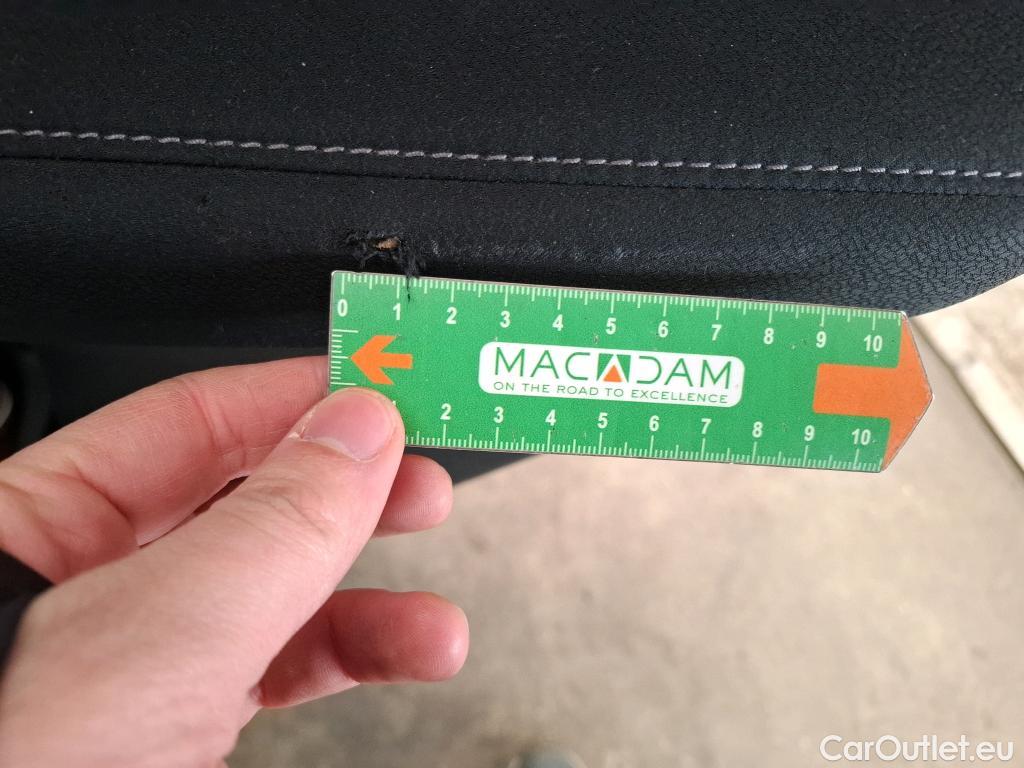 0 1 2 3 4 5 6 7 8 9 10
MACADAM
ON THE ROAD TO EXCELLENCE
1 2 3 4 5 6 7 8 9 10
CarOutlet.eu